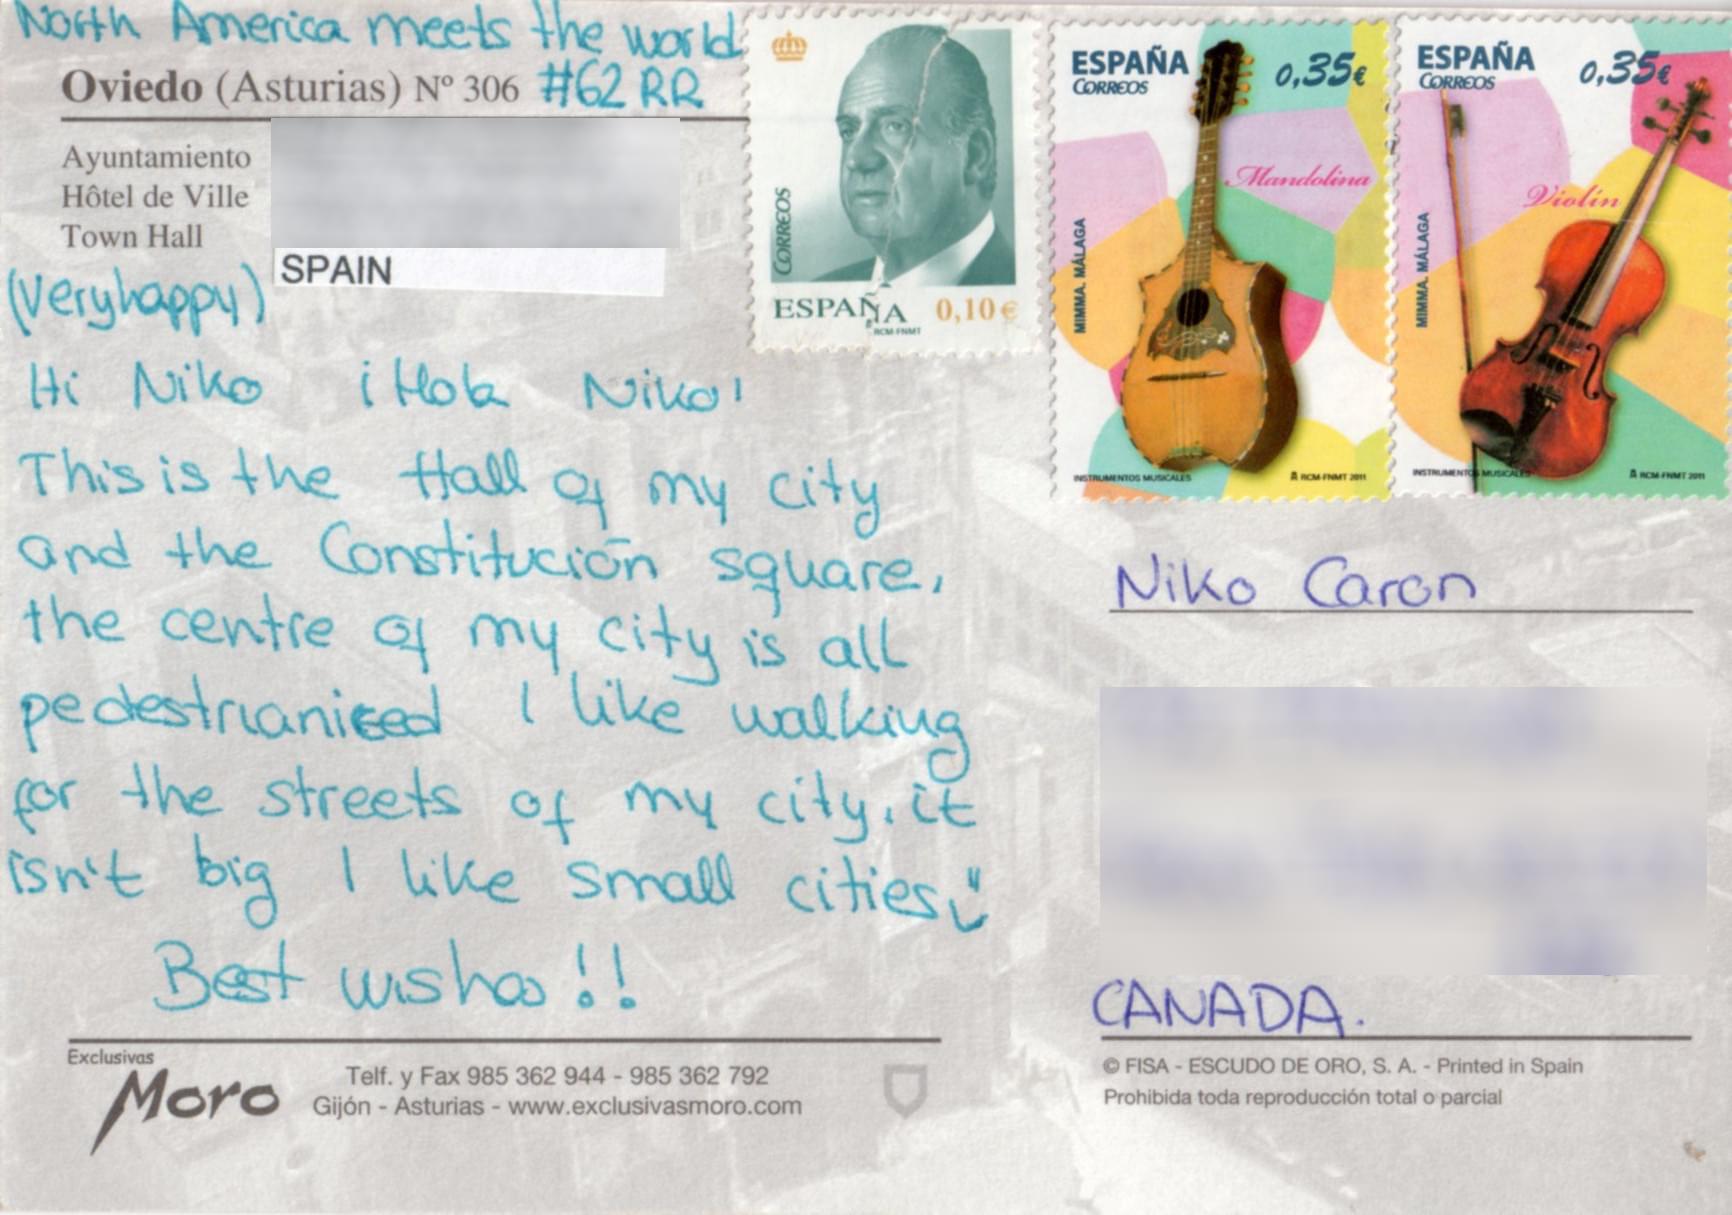 North America meets the world
Oviedo (Asturias) Nº 306 #62 RR
Ayuntamiento
Hôtel de Ville
Town Hall
SPAIN
(Veryhappy)
Hi Niko ¡Hola Niko!
This is the Hall of my city
and the Constitución square,
the centre of my city is all
pedestrianiced I like walking
for the streets of my city, it
isn't big I like small cities
Best wishes!!
Exclusivas
Moro
Telf. y Fax 985 362 944 - 985 362 792
Gijón - Asturias - www.exclusivasmoro.com
CORREOS
ESPAÑA 0,10 €
RCM-FNMT
ESPAÑA 0,35€
CORREOS
Mandolina
MIMMA. MÁLAGA
INSTRUMENTOS MUSICALES RCM-FNMT 2011
ESPAÑA 0,35€
CORREOS
Violín
MIMMA. MÁLAGA
INSTRUMENTOS MUSICALES RCM-FNMT 2011
Niko Caron
CANADA.
© FISA - ESCUDO DE ORO, S. A. - Printed in Spain
Prohibida toda reproducción total o parcial